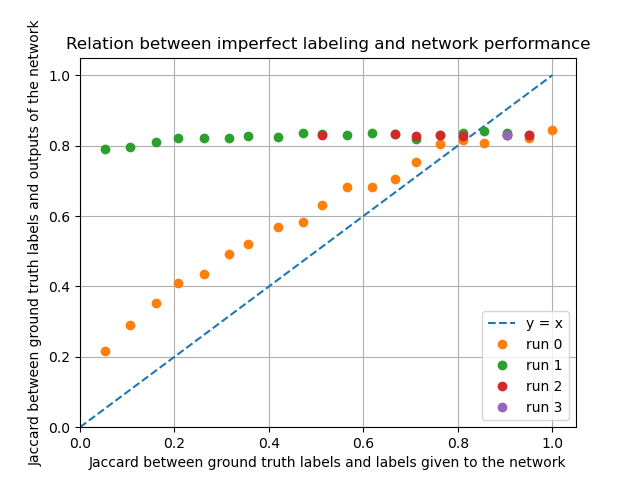 Relation between imperfect labeling and network performance
Jaccard between ground truth labels and outputs of the network
1.0
0.8
0.6
0.4
0.2
0.0
0.0 0.2 0.4 0.6 0.8 1.0
Jaccard between ground truth labels and labels given to the network
y = x
run 0
run 1
run 2
run 3